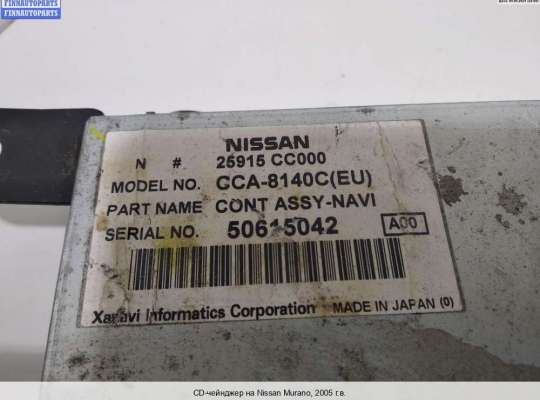 FINNAUTOPARTS
FINNAUTOPARTS
NISSAN
N #. 25915 CC000
MODEL NO. CCA-8140C(EU)
PART NAME CONT ASSY-NAVI
SERIAL NO. 50615042 A00
Xanavi Informatics Corporation MADE IN JAPAN (0)
CD-чейнджер на Nissan Murano, 2005 г.в.